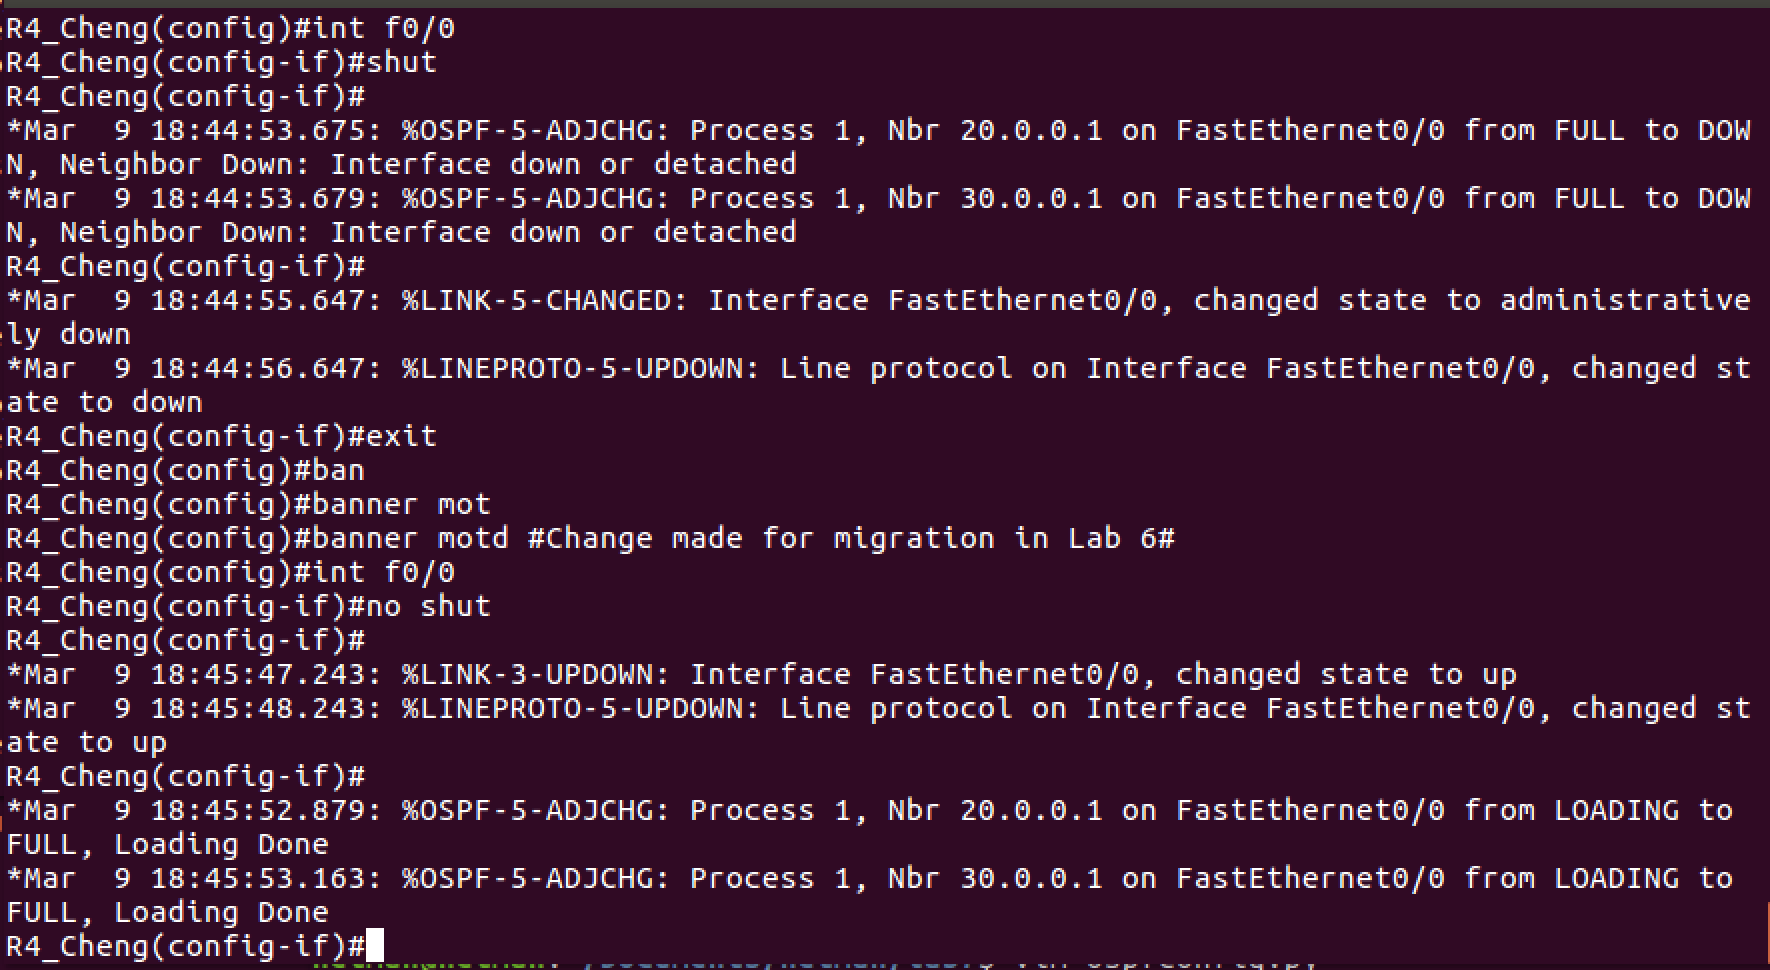 R4_Cheng(config)#int f0/0
R4_Cheng(config-if)#shut
R4_Cheng(config-if)#
*Mar  9 18:44:53.675: %OSPF-5-ADJCHG: Process 1, Nbr 20.0.0.1 on FastEthernet0/0 from FULL to DOW
N, Neighbor Down: Interface down or detached
*Mar  9 18:44:53.679: %OSPF-5-ADJCHG: Process 1, Nbr 30.0.0.1 on FastEthernet0/0 from FULL to DOW
N, Neighbor Down: Interface down or detached
R4_Cheng(config-if)#
*Mar  9 18:44:55.647: %LINK-5-CHANGED: Interface FastEthernet0/0, changed state to administrative
ly down
*Mar  9 18:44:56.647: %LINEPROTO-5-UPDOWN: Line protocol on Interface FastEthernet0/0, changed st
ate to down
R4_Cheng(config-if)#exit
R4_Cheng(config)#ban
R4_Cheng(config)#banner mot
R4_Cheng(config)#banner motd #Change made for migration in Lab 6#
R4_Cheng(config)#int f0/0
R4_Cheng(config-if)#no shut
R4_Cheng(config-if)#
*Mar  9 18:45:47.243: %LINK-3-UPDOWN: Interface FastEthernet0/0, changed state to up
*Mar  9 18:45:48.243: %LINEPROTO-5-UPDOWN: Line protocol on Interface FastEthernet0/0, changed st
ate to up
R4_Cheng(config-if)#
*Mar  9 18:45:52.879: %OSPF-5-ADJCHG: Process 1, Nbr 20.0.0.1 on FastEthernet0/0 from LOADING to
FULL, Loading Done
*Mar  9 18:45:53.163: %OSPF-5-ADJCHG: Process 1, Nbr 30.0.0.1 on FastEthernet0/0 from LOADING to
FULL, Loading Done
R4_Cheng(config-if)#